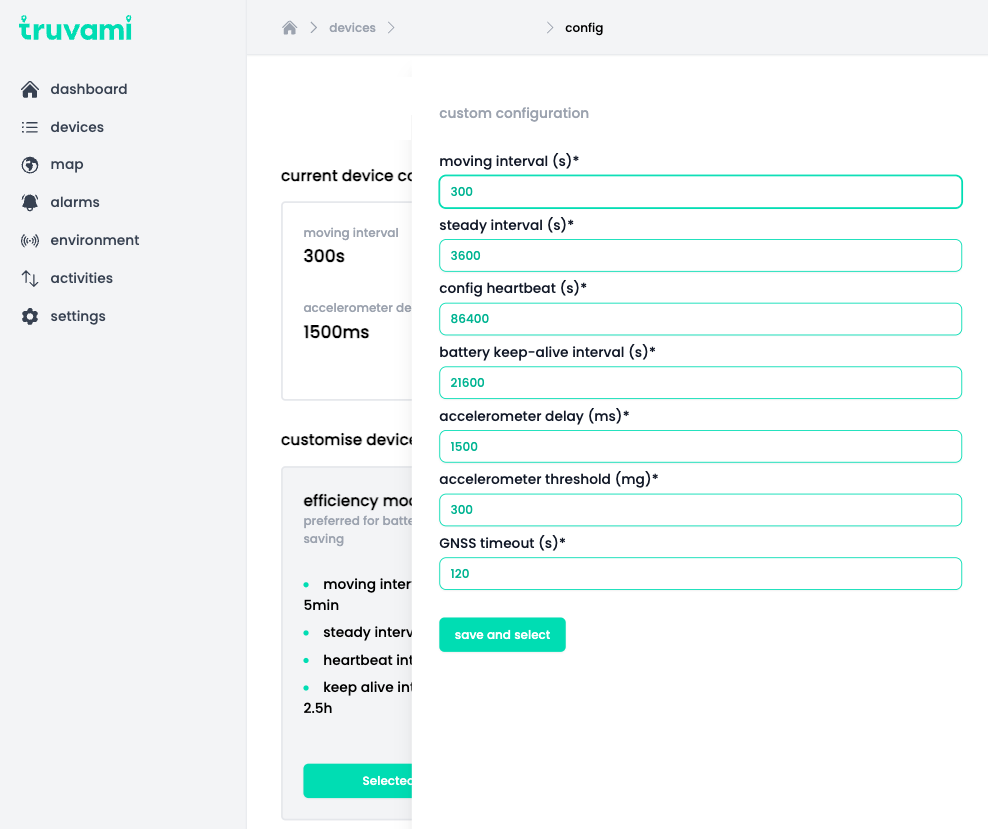 truvami
dashboard
devices
map
alarms
environment
activities
settings
devices
config
current device co
moving interval
300s
accelerometer de
1500ms
customise device
efficiency mod
preferred for batte
saving
moving inter
5min
steady interv
heartbeat int
keep alive int
2.5h
Selected
custom configuration
moving interval (s)*
300
steady interval (s)*
3600
config heartbeat (s)*
86400
battery keep-alive interval (s)*
21600
accelerometer delay (ms)*
1500
accelerometer threshold (mg)*
300
GNSS timeout (s)*
120
save and select